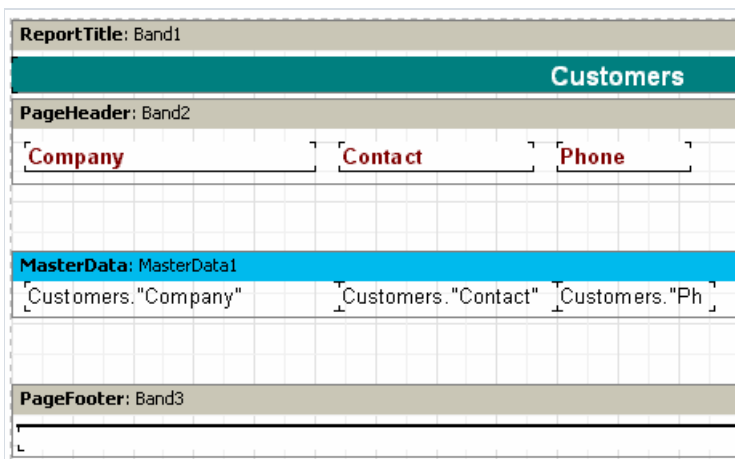 ReportTitle: Band1
Customers
PageHeader: Band2
Company Contact Phone
MasterData: MasterData1
Customers."Company" Customers."Contact" Customers."Ph
PageFooter: Band3